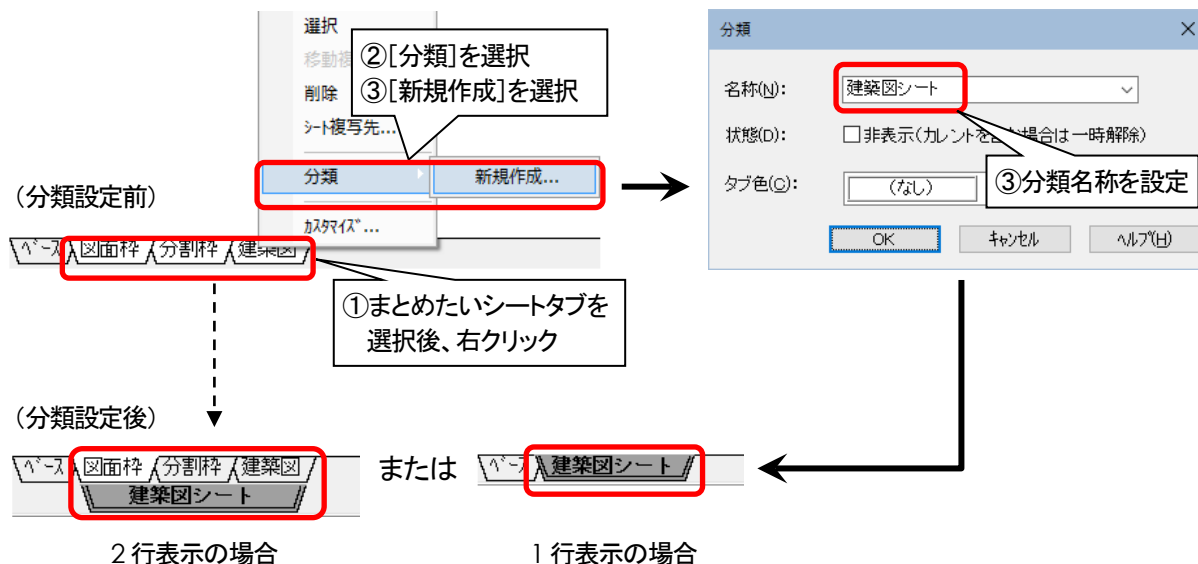 選択
移動複
削除
ｼｰﾄ複写先...
分類
新規作成...
ｶｽﾀﾏｲｽﾞ...
②[分類]を選択
③[新規作成]を選択
分類
名称(N):
建築図シート
状態(D):
非表示(カレントを含む場合は一時解除)
タブ色(C):
(なし)
③分類名称を設定
OK
ｷｬﾝｾﾙ
ﾍﾙﾌﾟ(H)
(分類設定前)
ﾍﾞｰｽ 図面枠 分割枠 建築図
①まとめたいシートタブを
選択後、右クリック
(分類設定後)
ﾍﾞｰｽ 図面枠 分割枠 建築図
建築図シート
または
ﾍﾞｰｽ 建築図シート
2 行表示の場合
1 行表示の場合